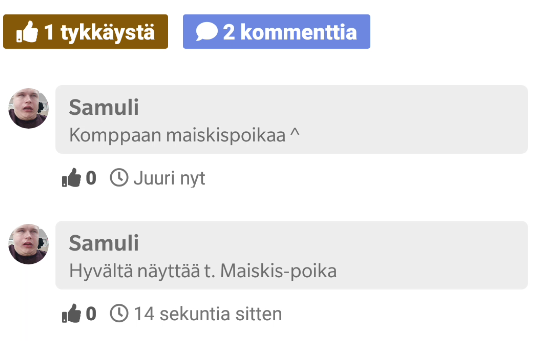 1 tykkäystä 2 kommenttia
Samuli
Komppaan maiskispoikaa ^
0 Juuri nyt
Samuli
Hyvältä näyttää t. Maiskis-poika
0 14 sekuntia sitten